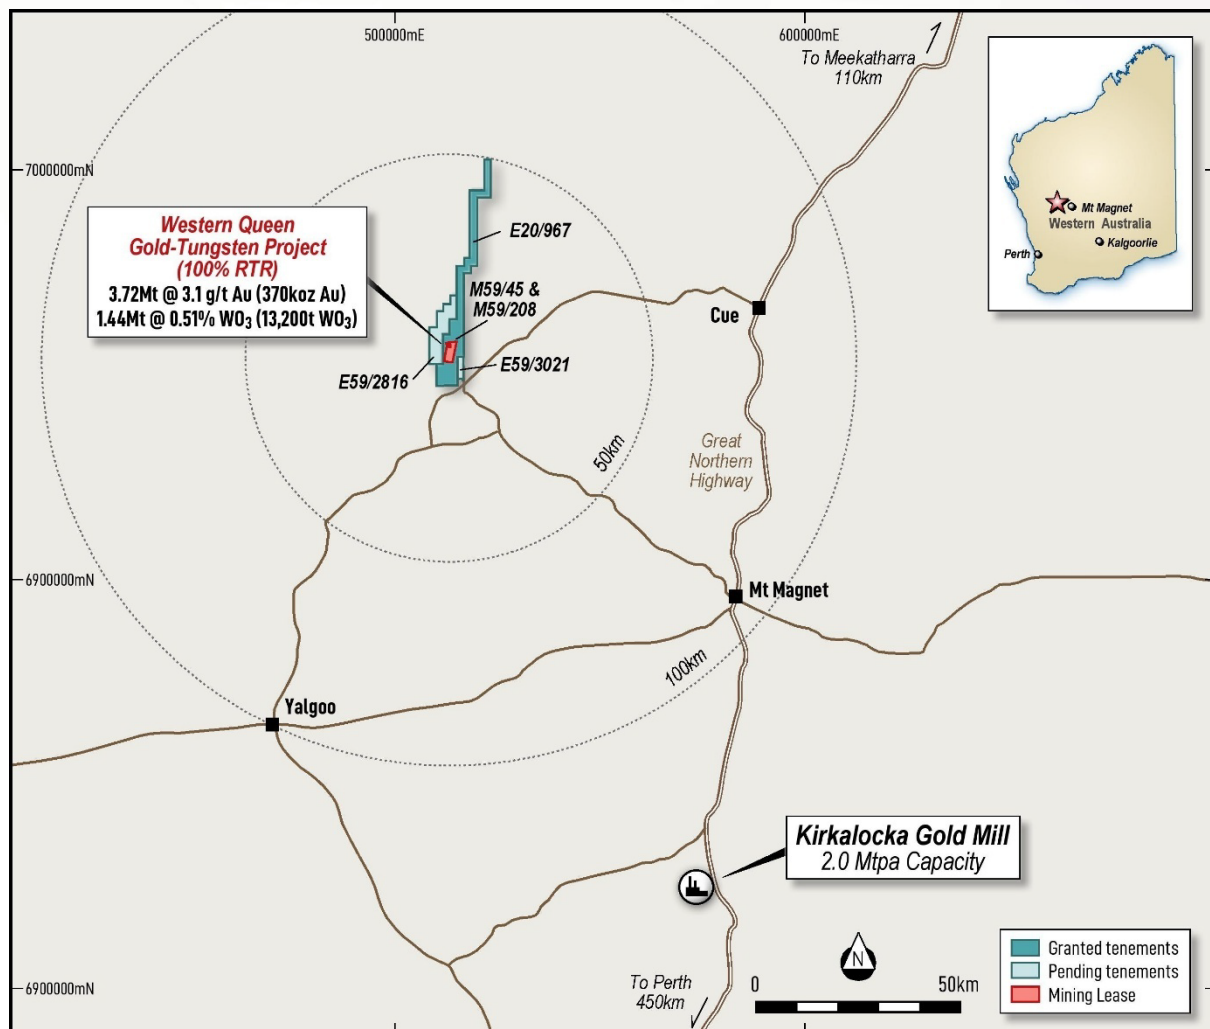 500000mE
600000mE
To Meekatharra
110km
7000000mN
Western Queen
Gold-Tungsten Project
(100% RTR)
3.72Mt @ 3.1 g/t Au (370koz Au)
1.44Mt @ 0.51% WO₃ (13,200t WO₃)
E20/967
M59/45 &
M59/208
E59/2816
E59/3021
Cue
Mt Magnet
Western Australia
Kalgoorlie
Perth
50km
Great
Northern
Highway
6900000mN
Mt Magnet
100km
Yalgoo
Kirkalocka Gold Mill
2.0 Mtpa Capacity
6900000mN
To Perth
450km
N
0
50km
Granted tenements
Pending tenements
Mining Lease